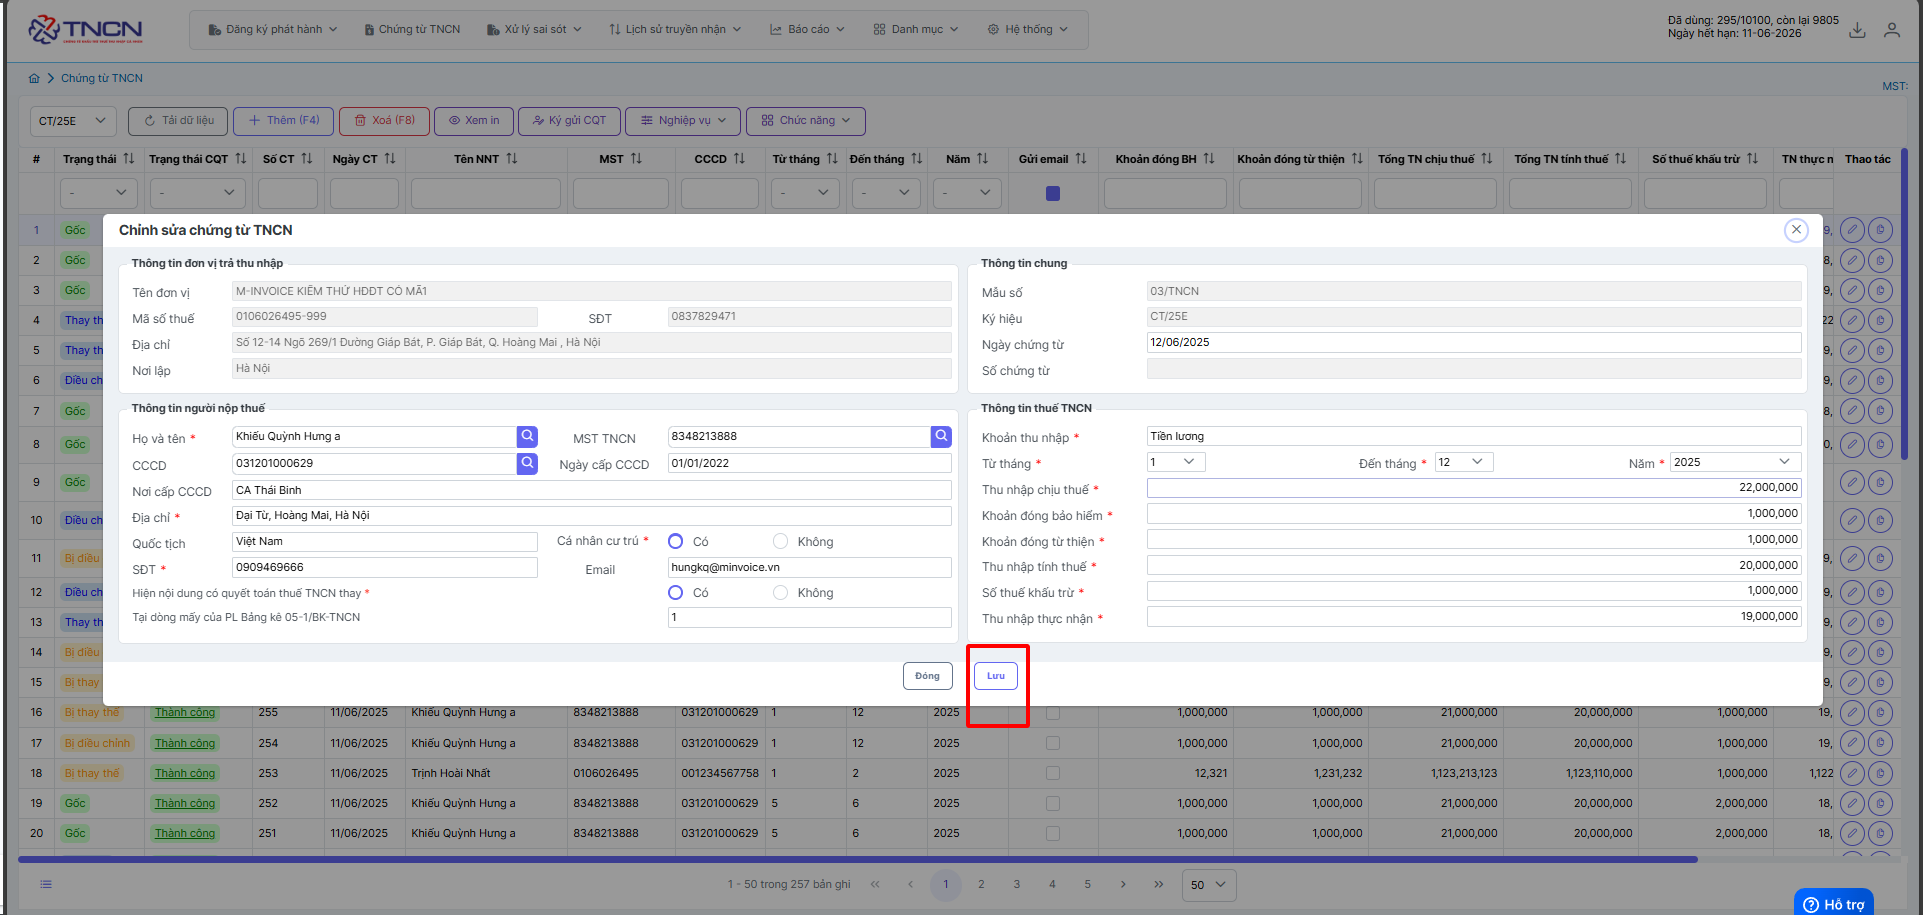 TNCN
Đăng ký phát hành
Chứng từ TNCN
Xử lý sai sót
Lịch sử truyền nhận
Báo cáo
Danh mục
Hệ thống
Đã dùng: 295/10100, còn lại 9805
Ngày hết hạn: 11-06-2026
Chứng từ TNCN
MST:
CT/25E
Tải dữ liệu
Thêm (F4)
Xoá (F8)
Xem in
Ký gửi CQT
Nghiệp vụ
Chức năng
# Trạng thái Trạng thái CQT Số CT Ngày CT Tên NNT MST CCCD Từ tháng Đến tháng Năm Gửi email Khoản đóng BH Khoản đóng từ thiện Tổng TN chịu thuế Tổng TN tính thuế Số thuế khấu trừ TN thực n Thao tác
- - - - -
1 Gốc 9,
2 Gốc 8,
3 Gốc 9,
4 Thay th 22
5 Thay th 9,
6 Điều ch 9,
7 Gốc 8,
8 Gốc 0,
9 Gốc 9,
10 Điều ch 9,
11 Bị điều 9,
12 Điều ch 9,
13 Thay th 9,
14 Bị điều 9,
15 Bị thay 9,
Chỉnh sửa chứng từ TNCN
Thông tin đơn vị trả thu nhập
Tên đơn vị M-INVOICE KIỂM THỬ HĐĐT CÓ MÃ1
Mã số thuế 0106026495-999 SĐT 0837829471
Địa chỉ Số 12-14 Ngõ 269/1 Đường Giáp Bát, P. Giáp Bát, Q. Hoàng Mai , Hà Nội
Nơi lập Hà Nội
Thông tin chung
Mẫu số 03/TNCN
Ký hiệu CT/25E
Ngày chứng từ 12/06/2025
Số chứng từ
Thông tin người nộp thuế
Họ và tên * Khiếu Quỳnh Hưng a MST TNCN 8348213888
CCCD 031201000629 Ngày cấp CCCD 01/01/2022
Nơi cấp CCCD CA Thái Bình
Địa chỉ * Đại Từ, Hoàng Mai, Hà Nội
Quốc tịch Việt Nam Cá nhân cư trú * Có Không
SĐT * 0909469666 Email hungkq@minvoice.vn
Hiện nội dung có quyết toán thuế TNCN thay * Có Không
Tại dòng mấy của PL Bảng kê 05-1/BK-TNCN 1
Thông tin thuế TNCN
Khoản thu nhập * Tiền lương
Từ tháng * 1 Đến tháng * 12 Năm * 2025
Thu nhập chịu thuế * 22,000,000
Khoản đóng bảo hiểm * 1,000,000
Khoản đóng từ thiện * 1,000,000
Thu nhập tính thuế * 20,000,000
Số thuế khấu trừ * 1,000,000
Thu nhập thực nhận * 19,000,000
Đóng Lưu
16 Bị thay thế Thành công 255 11/06/2025 Khiếu Quỳnh Hưng a 8348213888 031201000629 1 12 2025 1,000,000 1,000,000 21,000,000 20,000,000 1,000,000 19,
17 Bị điều chỉnh Thành công 254 11/06/2025 Khiếu Quỳnh Hưng a 8348213888 031201000629 1 12 2025 1,000,000 1,000,000 21,000,000 20,000,000 1,000,000 19,
18 Bị thay thế Thành công 253 11/06/2025 Trịnh Hoài Nhất 0106026495 001234567758 1 2 2025 12,321 1,231,232 1,123,213,123 1,123,110,000 1,000,000 1,122
19 Gốc Thành công 252 11/06/2025 Khiếu Quỳnh Hưng a 8348213888 031201000629 5 6 2025 1,000,000 1,000,000 21,000,000 20,000,000 2,000,000 18,
20 Gốc Thành công 251 11/06/2025 Khiếu Quỳnh Hưng a 8348213888 031201000629 5 6 2025 1,000,000 1,000,000 21,000,000 20,000,000 2,000,000 18,
1 - 50 trong 257 bản ghi « ‹ 1 2 3 4 5 › » 50
Hỗ trợ